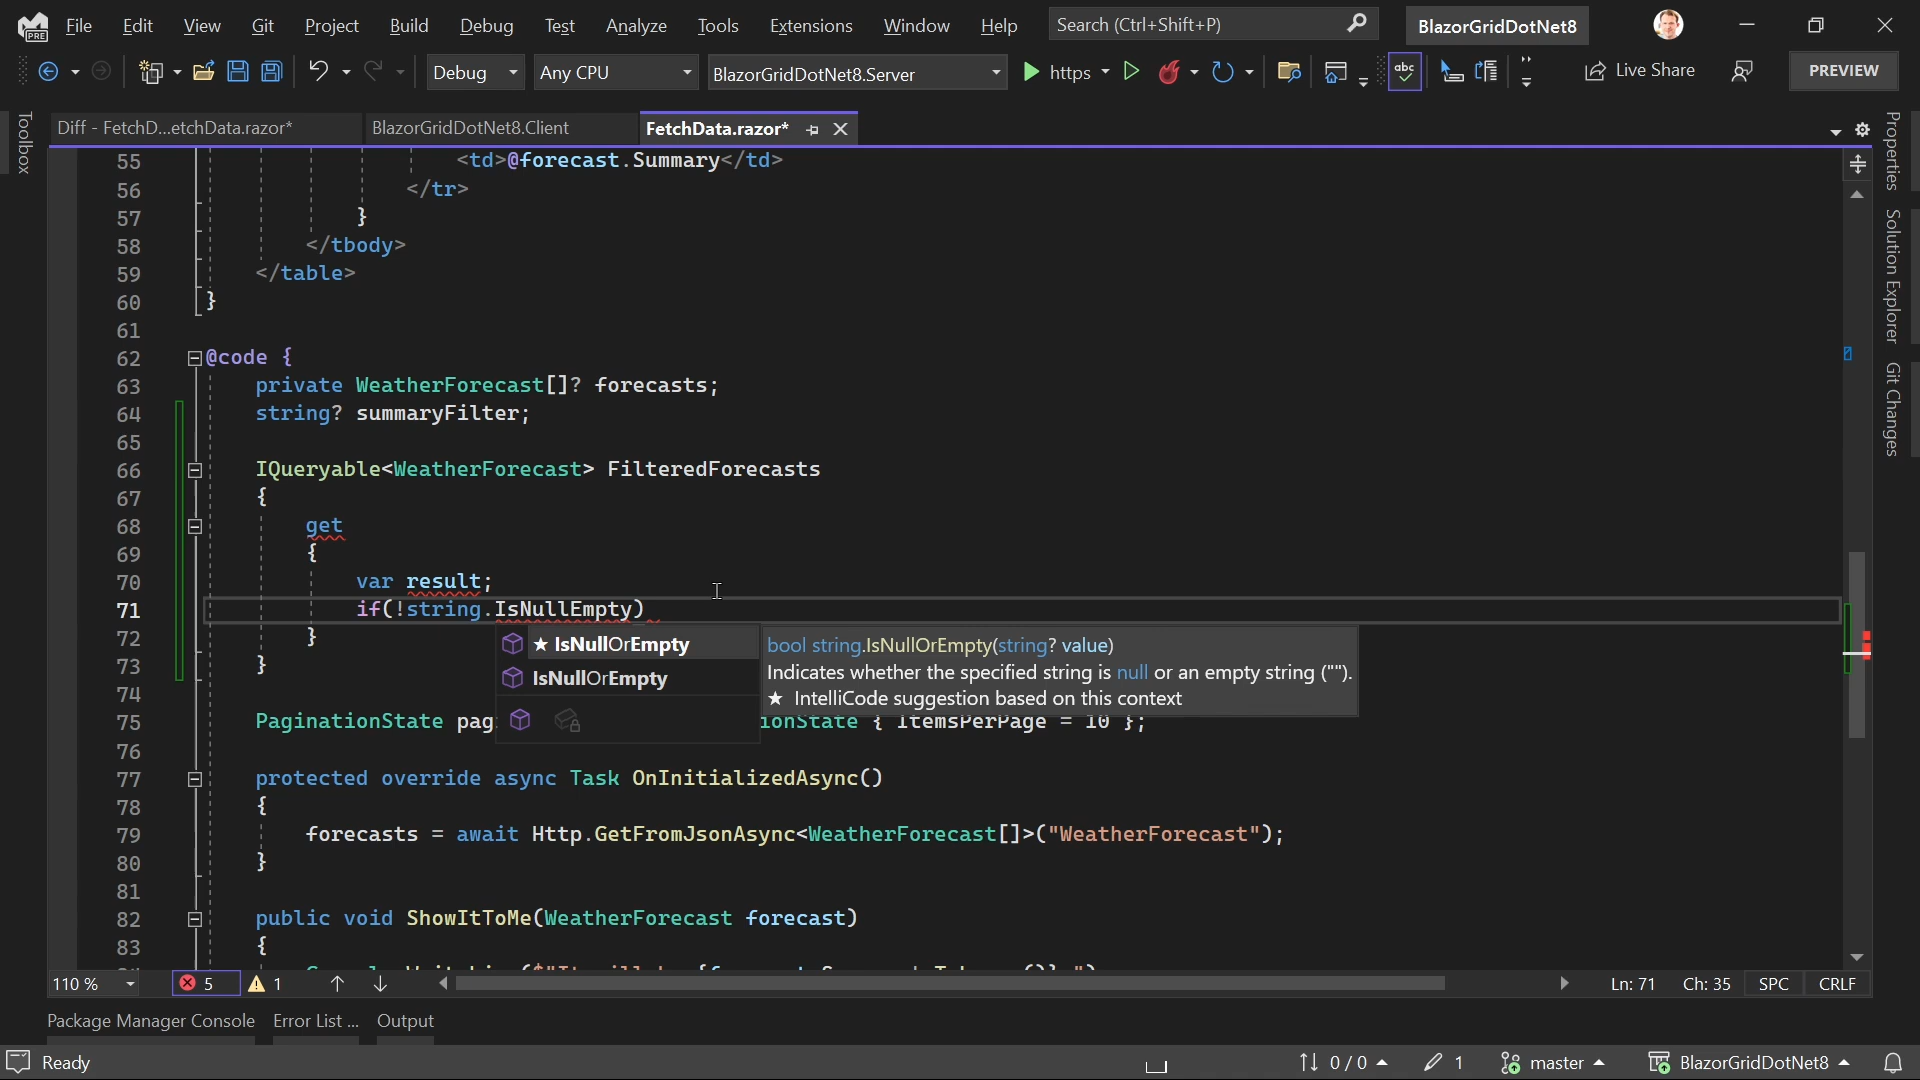 File Edit View Git Project Build Debug Test Analyze Tools Extensions Window Help Search (Ctrl+Shift+P) BlazorGridDotNet8
PRE
Debug Any CPU BlazorGridDotNet8.Server https abc Live Share PREVIEW
Diff - FetchD...etchData.razor* BlazorGridDotNet8.Client FetchData.razor*
Toolbox
Properties
Solution Explorer
Git Changes
55 <td>@forecast.Summary</td>
56 </tr>
57 }
58 </tbody>
59 </table>
60 }
61
62 @code {
63 private WeatherForecast[]? forecasts;
64 string? summaryFilter;
65
66 IQueryable<WeatherForecast> FilteredForecasts
67 {
68 get
69 {
70 var result;
71 if(!string.IsNullEmpty)
72 }
73 }
74
★ IsNullOrEmpty
IsNullOrEmpty
bool string.IsNullOrEmpty(string? value)
Indicates whether the specified string is null or an empty string ("").
★ IntelliCode suggestion based on this context
75 PaginationState pag ionState { ItemsPerPage = 10 };
76
77 protected override async Task OnInitializedAsync()
78 {
79 forecasts = await Http.GetFromJsonAsync<WeatherForecast[]>("WeatherForecast");
80 }
81
82 public void ShowItToMe(WeatherForecast forecast)
83 {
110 % 5 1 Ln: 71 Ch: 35 SPC CRLF
Package Manager Console Error List ... Output
Ready 0 / 0 1 master BlazorGridDotNet8